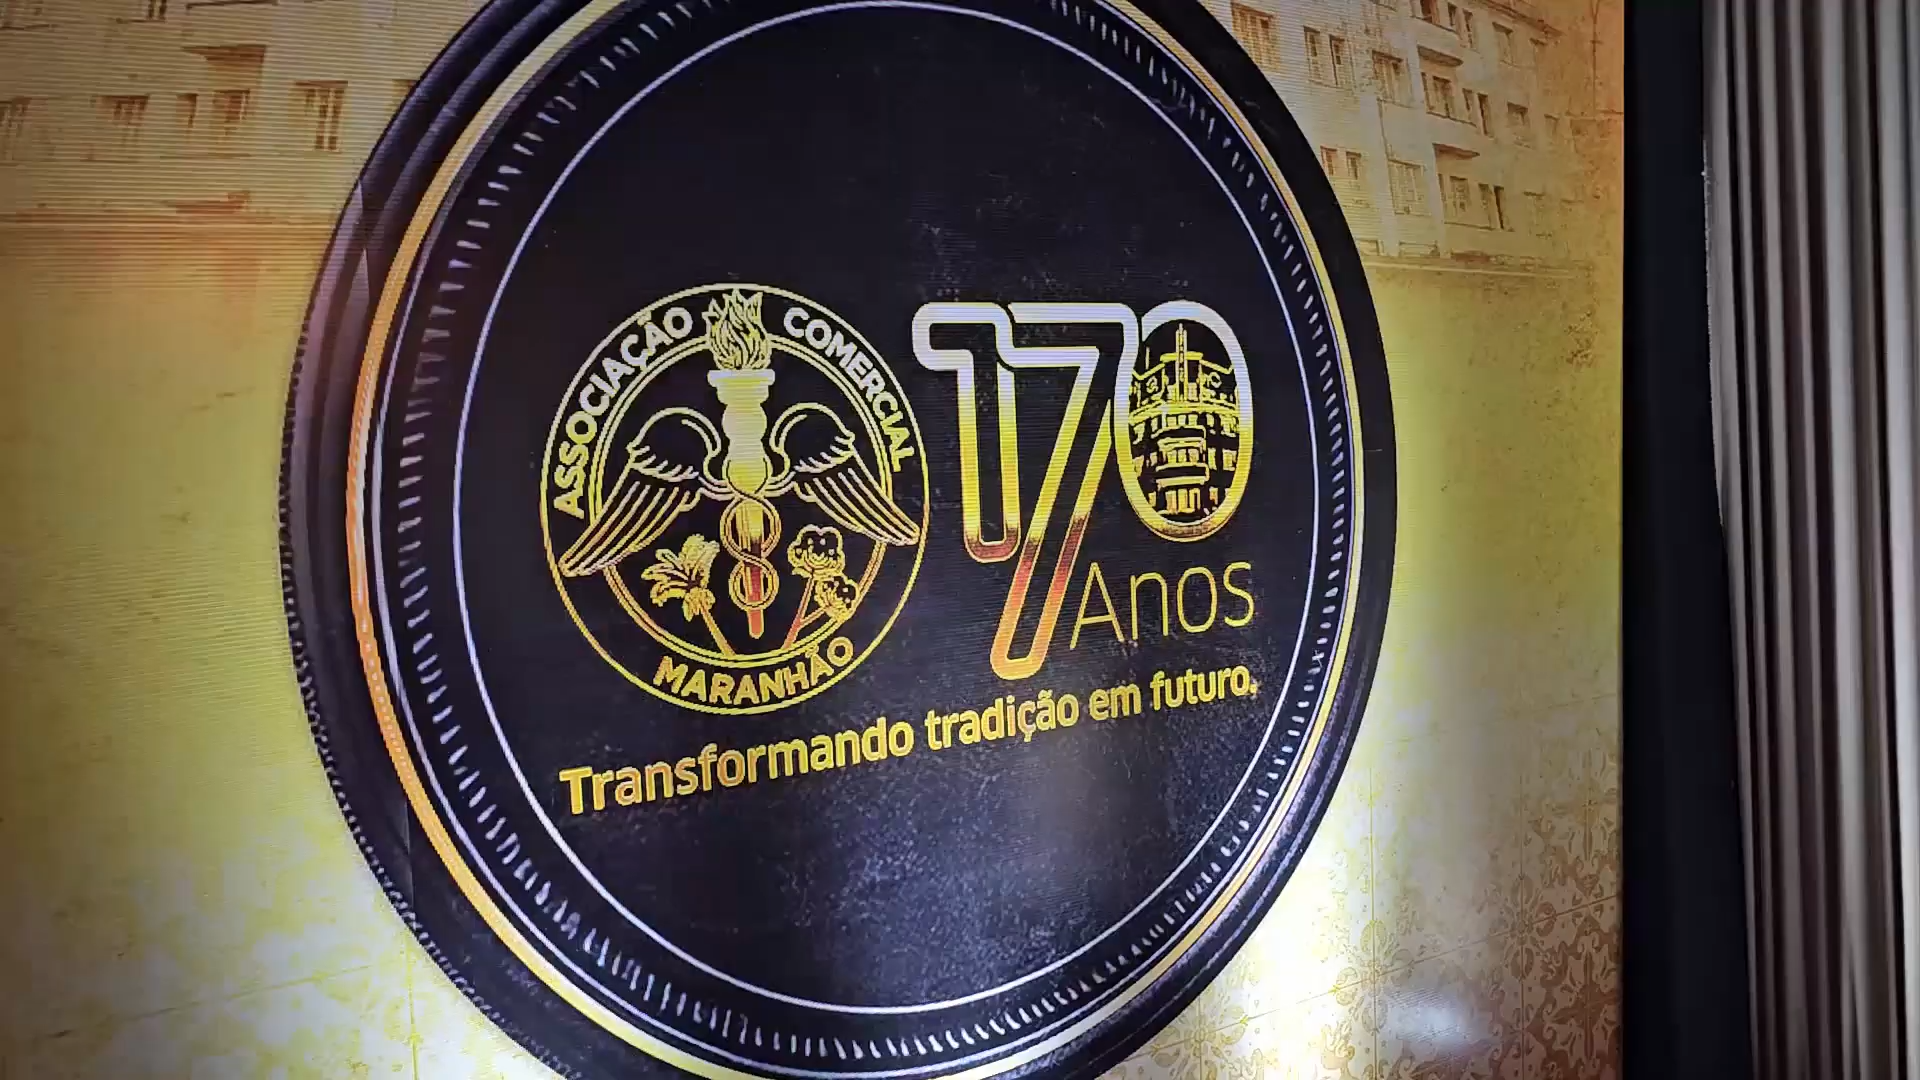 ASSOCIAÇÃO COMERCIAL
MARANHÃO
170
Anos
Transformando tradição em futuro.